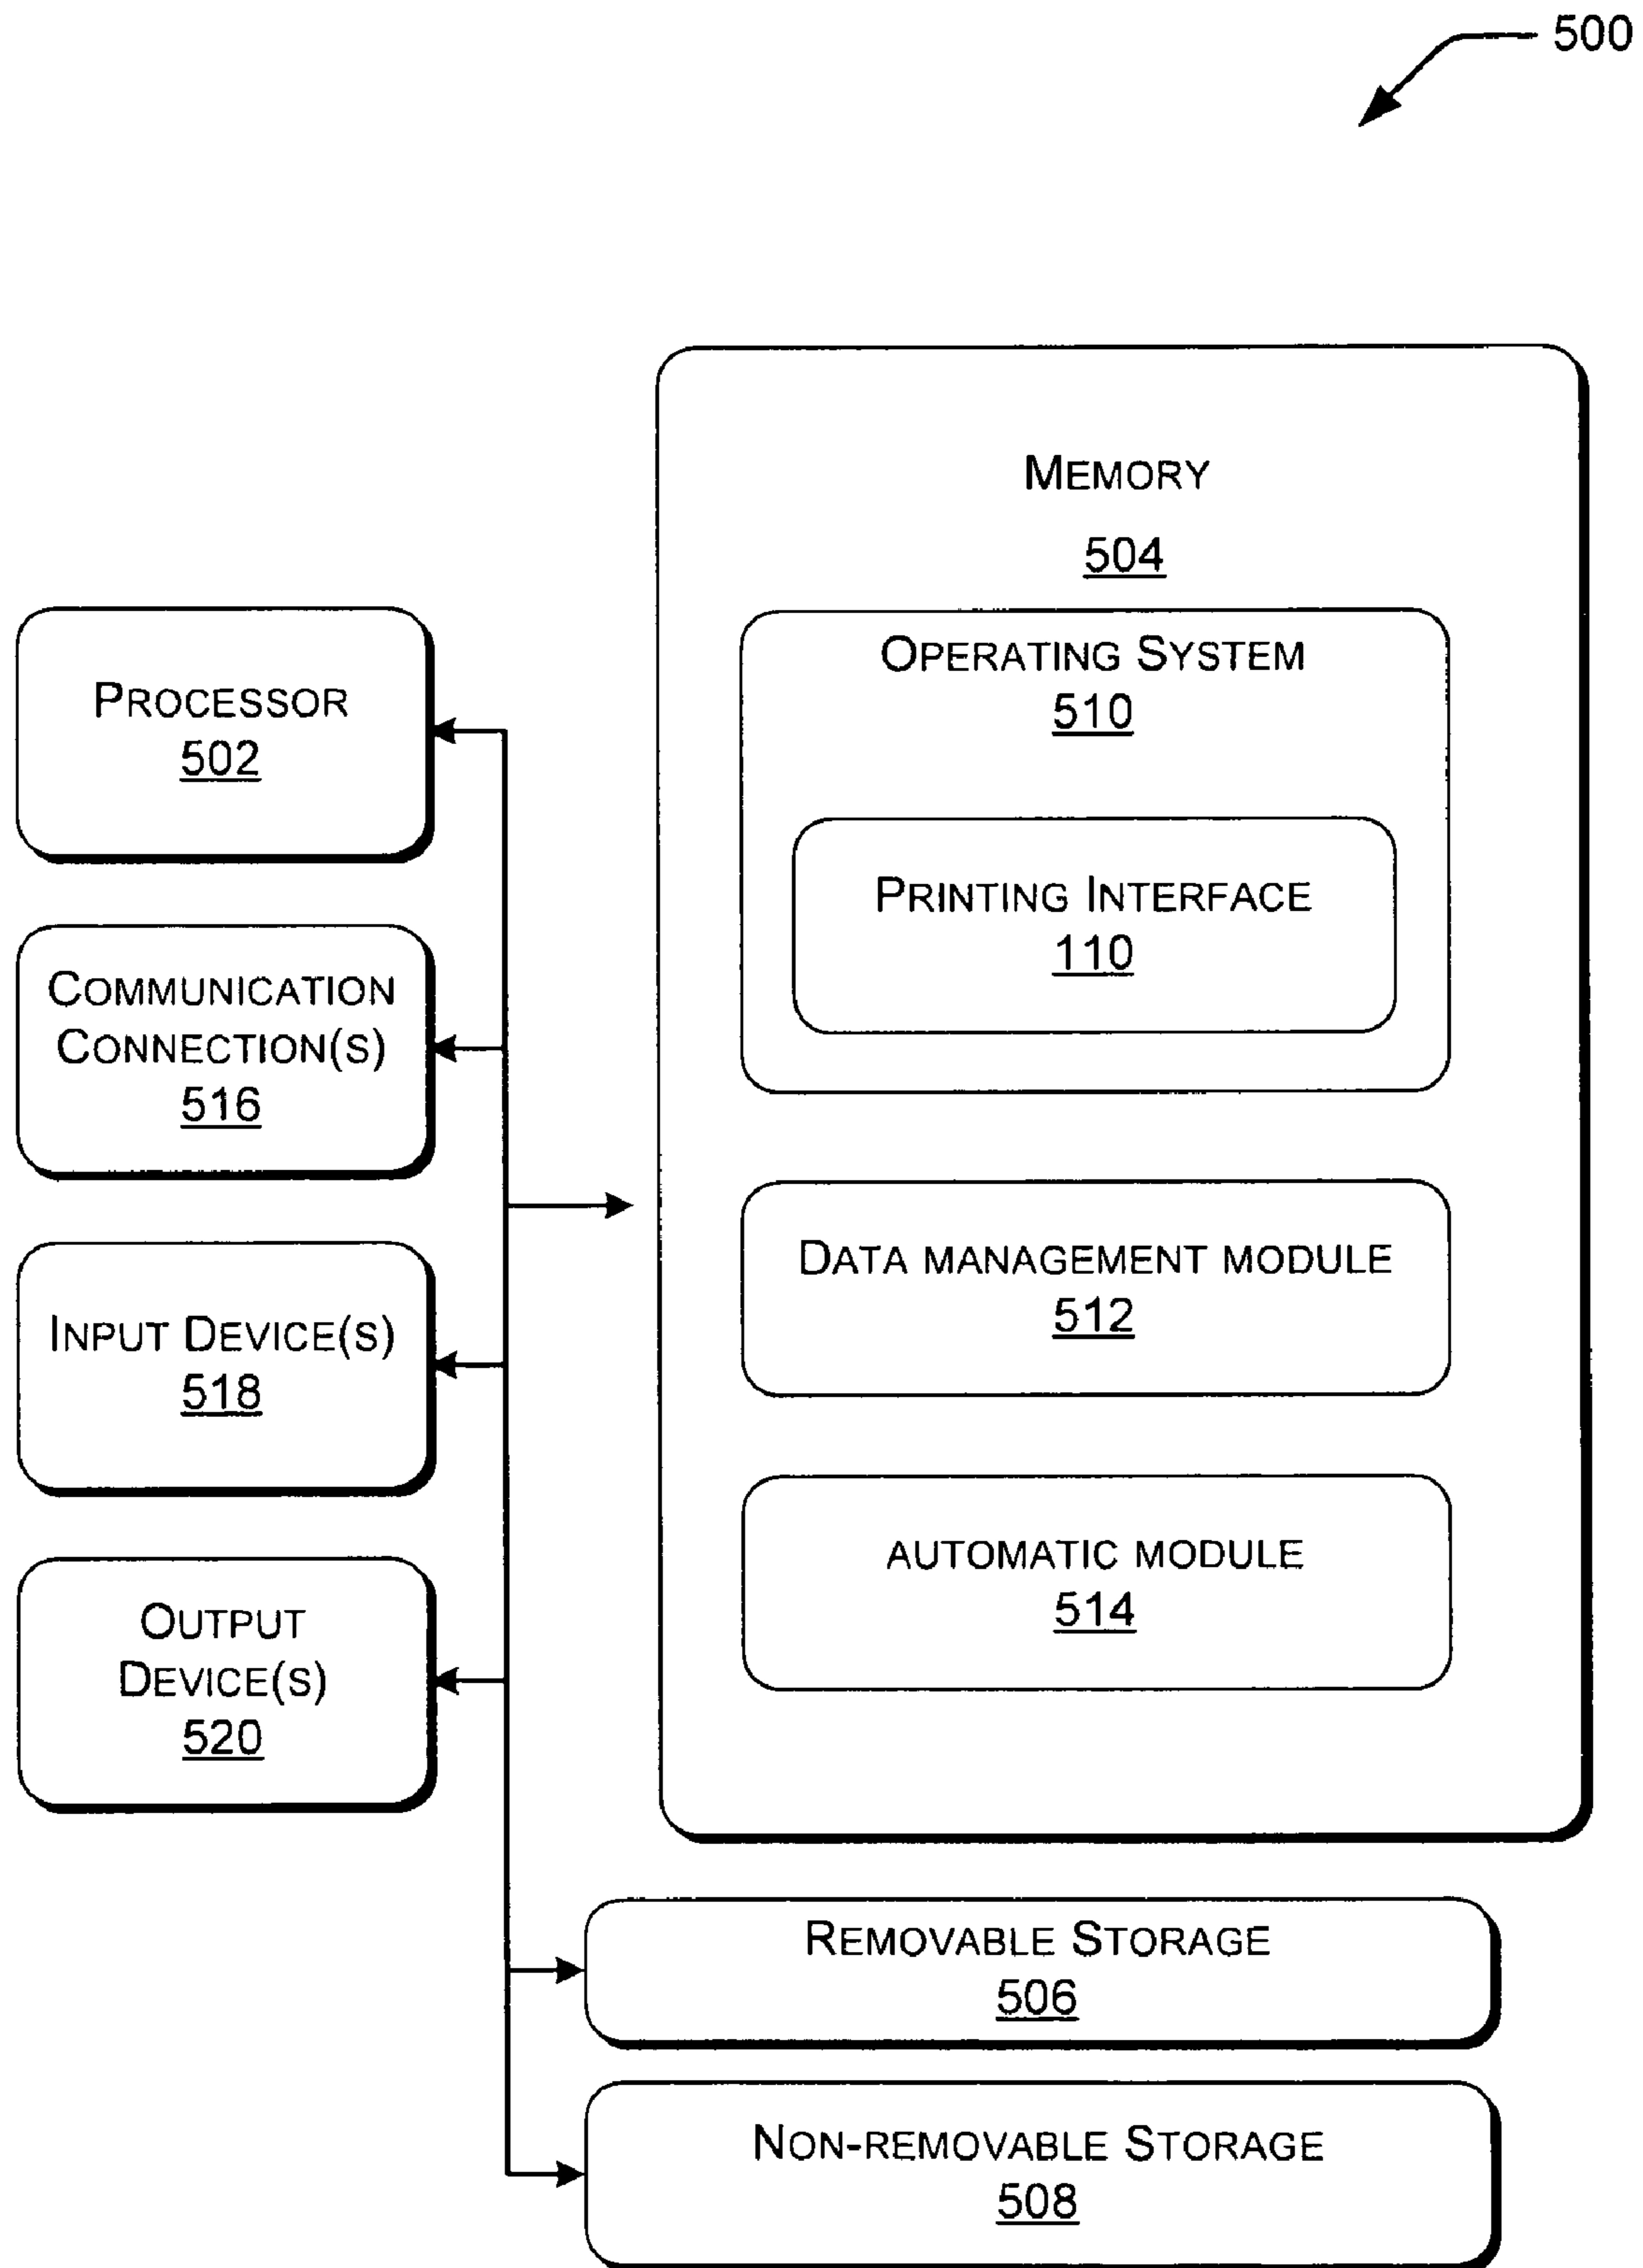 500
MEMORY
504
OPERATING SYSTEM
510
PRINTING INTERFACE
110
DATA MANAGEMENT MODULE
512
AUTOMATIC MODULE
514
PROCESSOR
502
COMMUNICATION
CONNECTION(S)
516
INPUT DEVICE(S)
518
OUTPUT
DEVICE(S)
520
REMOVABLE STORAGE
506
NON-REMOVABLE STORAGE
508